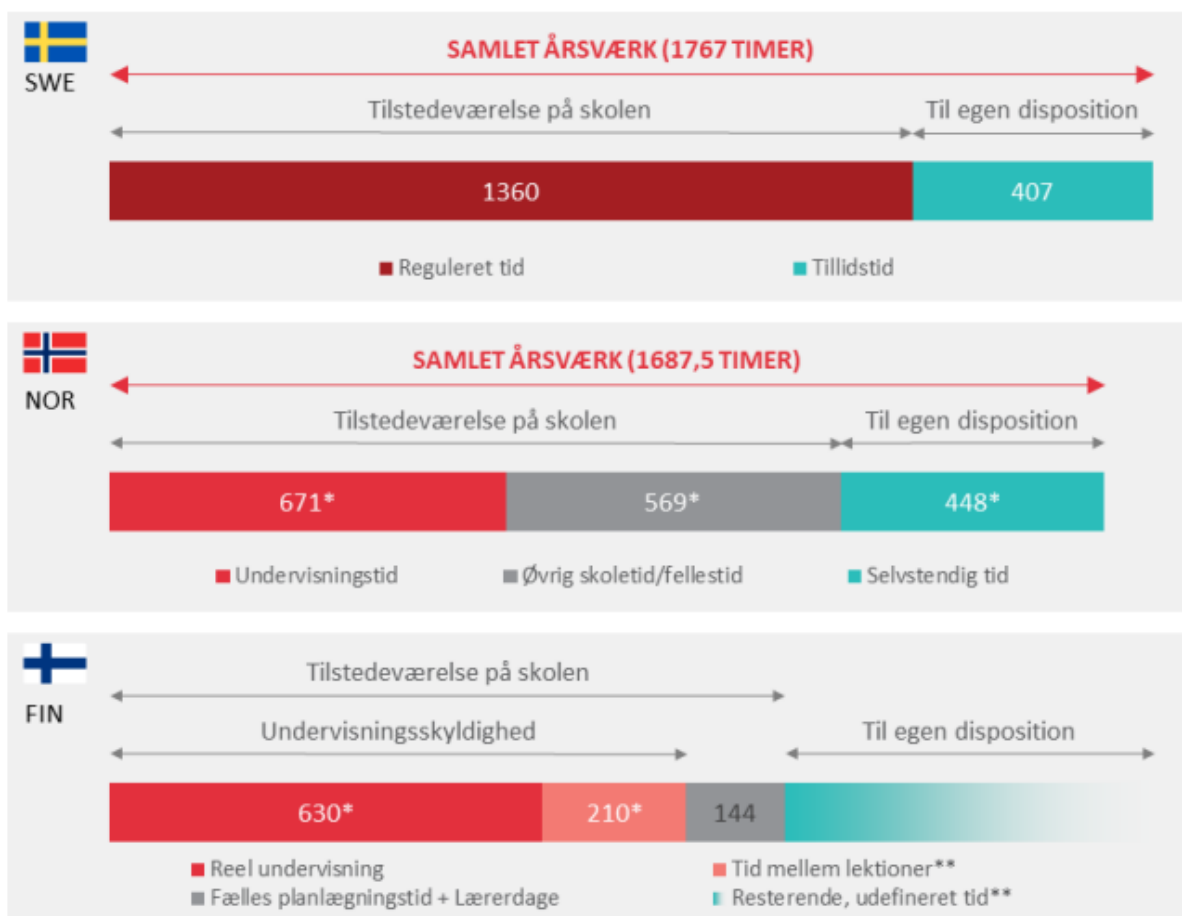 SAMLET ÅRSVÆRK (1767 TIMER)
SWE
Tilstedeværelse på skolen Til egen disposition
1360 407
Reguleret tid Tillidstid
SAMLET ÅRSVÆRK (1687,5 TIMER)
NOR
Tilstedeværelse på skolen Til egen disposition
671* 569* 448*
Undervisningstid Øvrig skoletid/fellestid Selvstendig tid
Tilstedeværelse på skolen
FIN
Undervisningsskyldighed Til egen disposition
630* 210* 144
Reel undervisning Tid mellem lektioner**
Fælles planlægningstid + Lærerdage Resterende, udefineret tid**